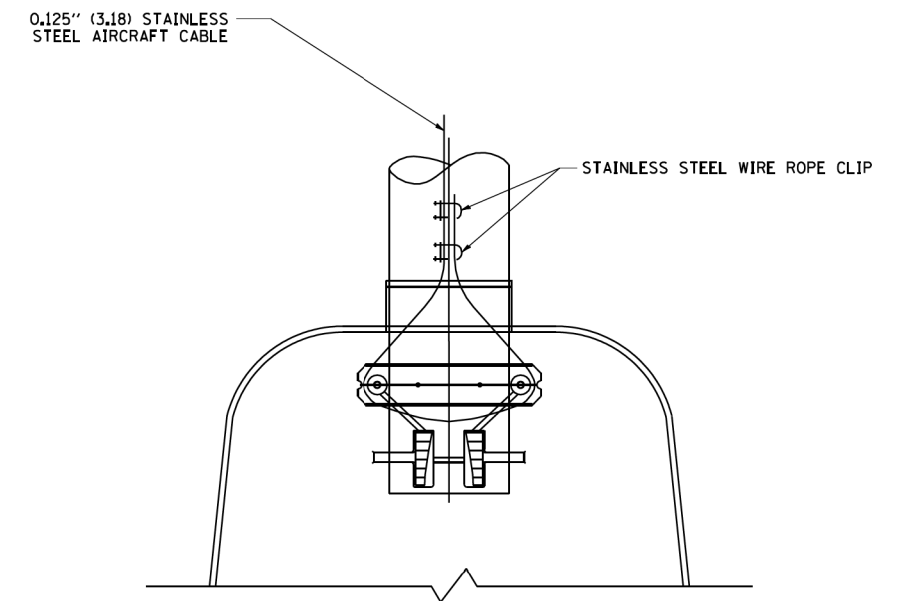 0.125" (3.18) STAINLESS
STEEL AIRCRAFT CABLE
STAINLESS STEEL WIRE ROPE CLIP